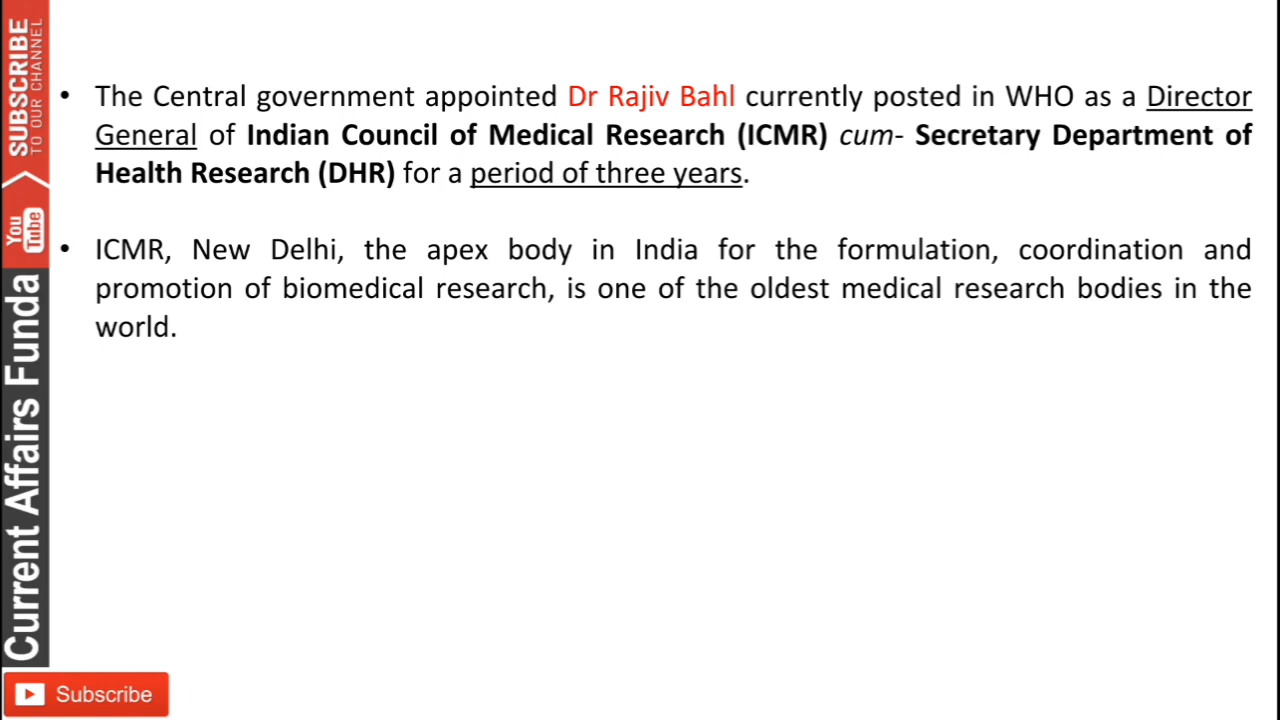 • The Central government appointed Dr Rajiv Bahl currently posted in WHO as a Director
General of Indian Council of Medical Research (ICMR) cum- Secretary Department of
Health Research (DHR) for a period of three years.
• ICMR, New Delhi, the apex body in India for the formulation, coordination and
promotion of biomedical research, is one of the oldest medical research bodies in the
world.
SUBSCRIBE
TO OUR CHANNEL
You
Tube
Current Affairs Funda
Subscribe